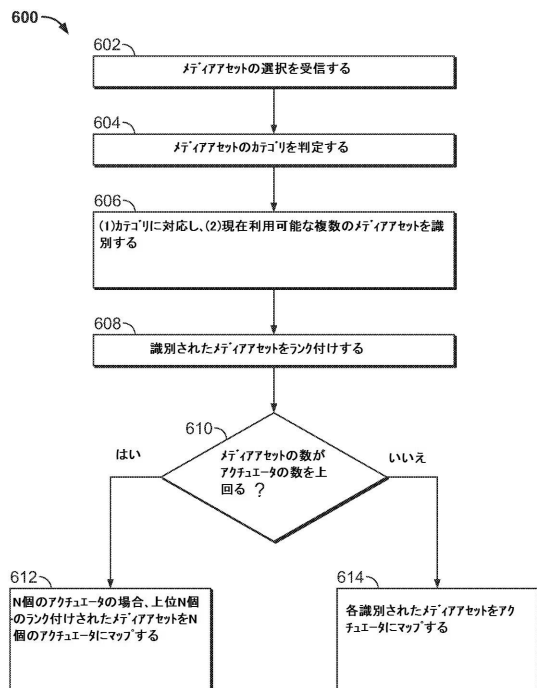 600
602
メディアアセットの選択を受信する
604
メディアアセットのカテゴリを判定する
606
(1)カテゴリに対応し、(2)現在利用可能な複数のメディアアセットを識
別する
608
識別されたメディアアセットをランク付けする
610
メディアアセットの数が
アクチュエータの数を上
回る ?
はい
いいえ
612
N個のアクチュエータの場合、上位N個
のランク付けされたメディアアセットをN
個のアクチュエータにマップする
614
各識別されたメディアアセットをアク
チュエータにマップする